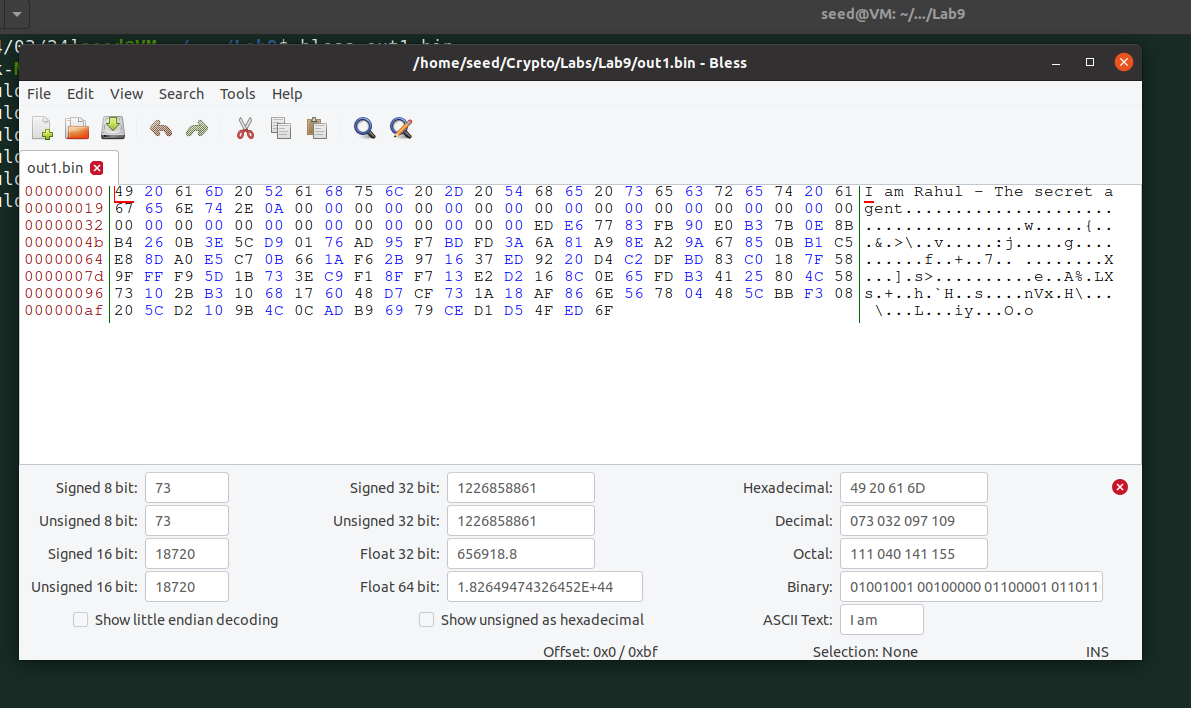 seed@VM: ~/.../Lab9
/home/seed/Crypto/Labs/Lab9/out1.bin - Bless
File Edit View Search Tools Help
out1.bin
00000000 49 20 61 6D 20 52 61 68 75 6C 20 2D 20 54 68 65 20 73 65 63 72 65 74 20 61 I am Rahul - The secret a
00000019 67 65 6E 74 2E 0A 00 00 00 00 00 00 00 00 00 00 00 00 00 00 00 00 00 00 00 gent.....................
00000032 00 00 00 00 00 00 00 00 00 00 00 00 00 00 ED E6 77 83 FB 90 E0 B3 7B 0E 8B ................w.....{..
0000004b B4 26 0B 3E 5C D9 01 76 AD 95 F7 BD FD 3A 6A 81 A9 8E A2 9A 67 85 0B B1 C5 .&.>\..v.....:j.....g....
00000064 E8 8D A0 E5 C7 0B 66 1A F6 2B 97 16 37 ED 92 20 D4 C2 DF BD 83 C0 18 7F 58 ......f..+..7.. ........X
0000007d 9F FF F9 5D 1B 73 3E C9 F1 8F F7 13 E2 D2 16 8C 0E 65 FD B3 41 25 80 4C 58 ...].s>..........e..A%.LX
00000096 73 10 2B B3 10 68 17 60 48 D7 CF 73 1A 18 AF 86 6E 56 78 04 48 5C BB F3 08 s.+..h.`H..s....nVx.H\...
000000af 20 5C D2 10 9B 4C 0C AD B9 69 79 CE D1 D5 4F ED 6F  \...L...iy...O.o
Signed 8 bit: 73 Signed 32 bit: 1226858861 Hexadecimal: 49 20 61 6D
Unsigned 8 bit: 73 Unsigned 32 bit: 1226858861 Decimal: 073 032 097 109
Signed 16 bit: 18720 Float 32 bit: 656918.8 Octal: 111 040 141 155
Unsigned 16 bit: 18720 Float 64 bit: 1.82649474326452E+44 Binary: 01001001 00100000 01100001 011011
Show little endian decoding Show unsigned as hexadecimal ASCII Text: I am
Offset: 0x0 / 0xbf Selection: None INS